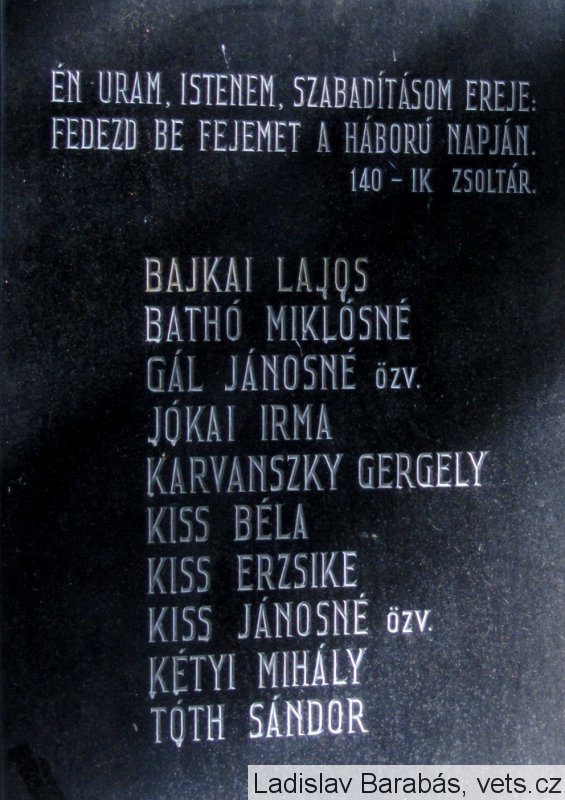 ÉN URAM, ISTENEM, SZABADÍTÁSOM EREJE:
FEDEZD BE FEJEMET A HÁBORÚ NAPJÁN.
140 - IK ZSOLTÁR.
BAJKAI LAJOS
BATHÓ MIKLÓSNÉ
GÁL JÁNOSNÉ ÖZV.
JÓKAI IRMA
KARVANSZKY GERGELY
KISS BÉLA
KISS ERZSIKE
KISS JÁNOSNÉ ÖZV.
KÉTYI MIHÁLY
TÓTH SÁNDOR
Ladislav Barabás, vets.cz